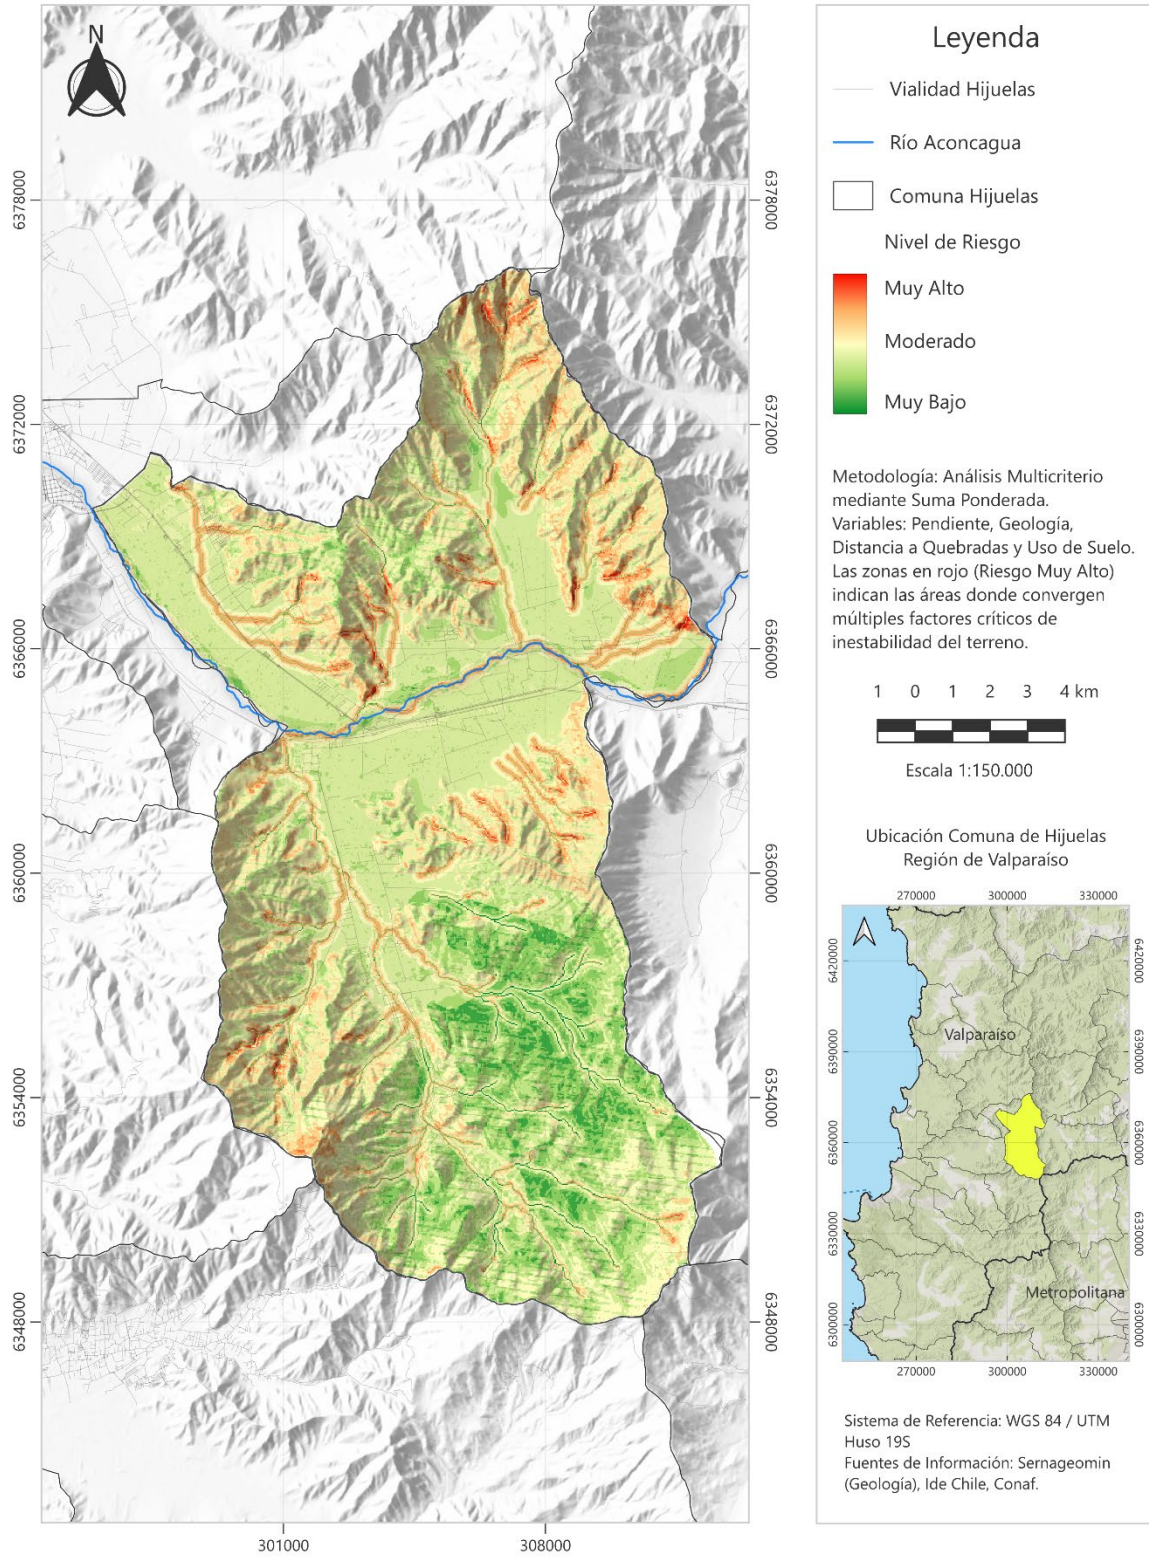 N
6378000
6372000
6366000
6360000
6354000
6348000
6378000
6372000
6366000
6360000
6354000
6348000
301000
308000
Leyenda
Vialidad Hijuelas
Río Aconcagua
Comuna Hijuelas
Nivel de Riesgo
Muy Alto
Moderado
Muy Bajo
Metodología: Análisis Multicriterio
mediante Suma Ponderada.
Variables: Pendiente, Geología,
Distancia a Quebradas y Uso de Suelo.
Las zonas en rojo (Riesgo Muy Alto)
indican las áreas donde convergen
múltiples factores críticos de
inestabilidad del terreno.
1 0 1 2 3 4 km
Escala 1:150.000
Ubicación Comuna de Hijuelas
Región de Valparaíso
270000 300000 330000
6420000
6390000
6360000
6330000
6300000
Valparaíso
Metropolitana
6420000
6390000
6360000
6330000
6300000
270000 300000 330000
Sistema de Referencia: WGS 84 / UTM
Huso 19S
Fuentes de Información: Sernageomin
(Geología), Ide Chile, Conaf.